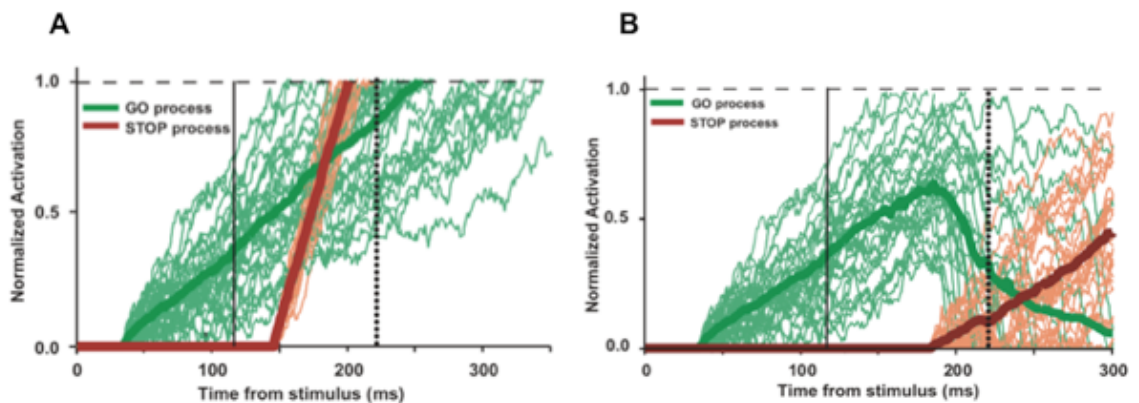 A
1.0
GO process
STOP process
0.5
0.0
Normalized Activation
0
100
200
300
Time from stimulus (ms)
B
1.0
GO process
STOP process
0.5
0.0
Normalized Activation
0
100
200
300
Time from stimulus (ms)